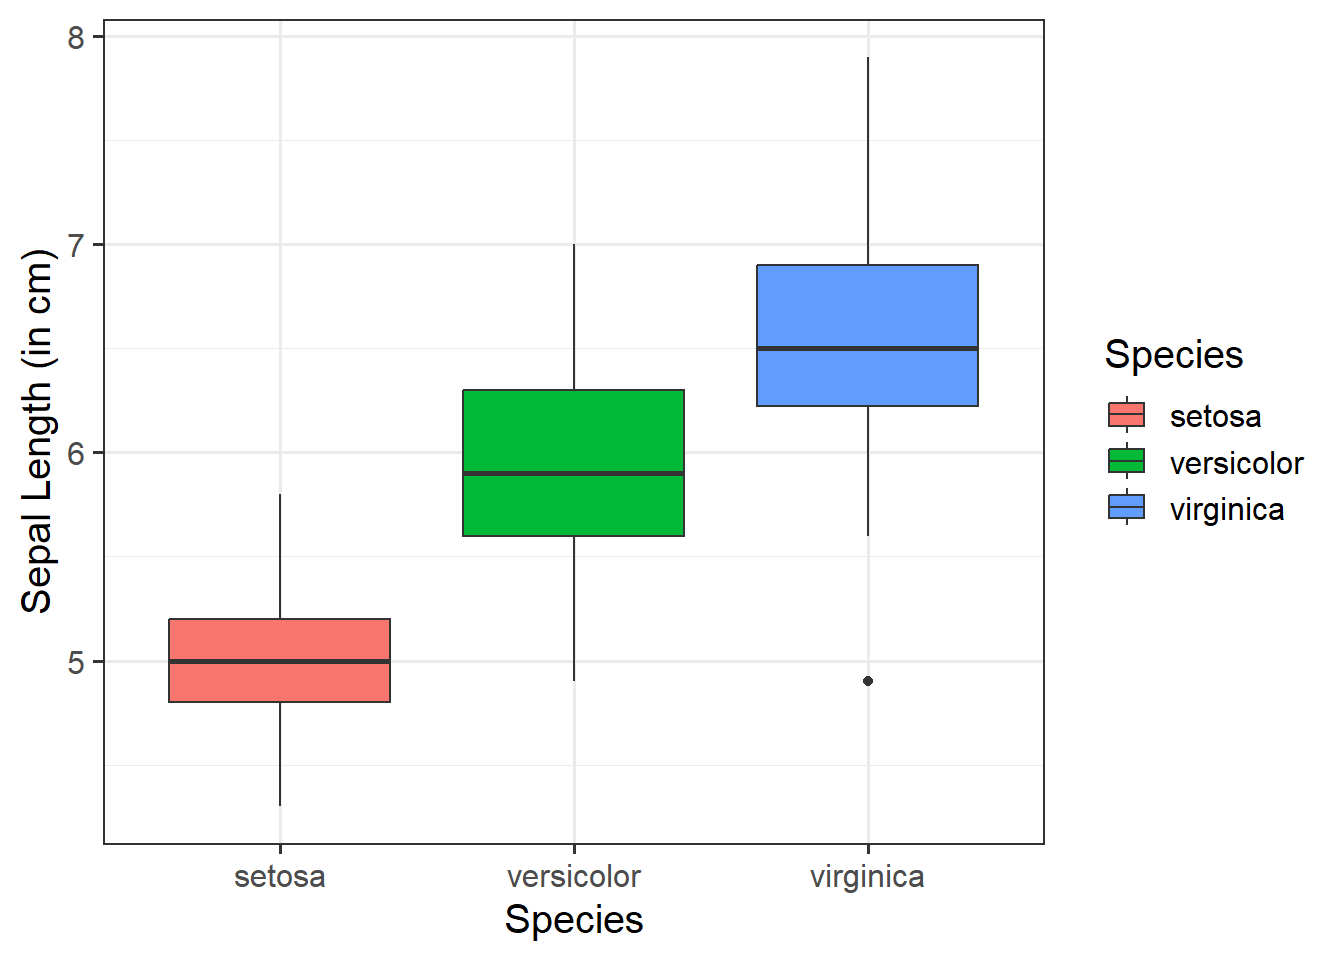 8
7
6
5
Sepal Length (in cm)
setosa
versicolor
virginica
Species
Species
setosa
versicolor
virginica